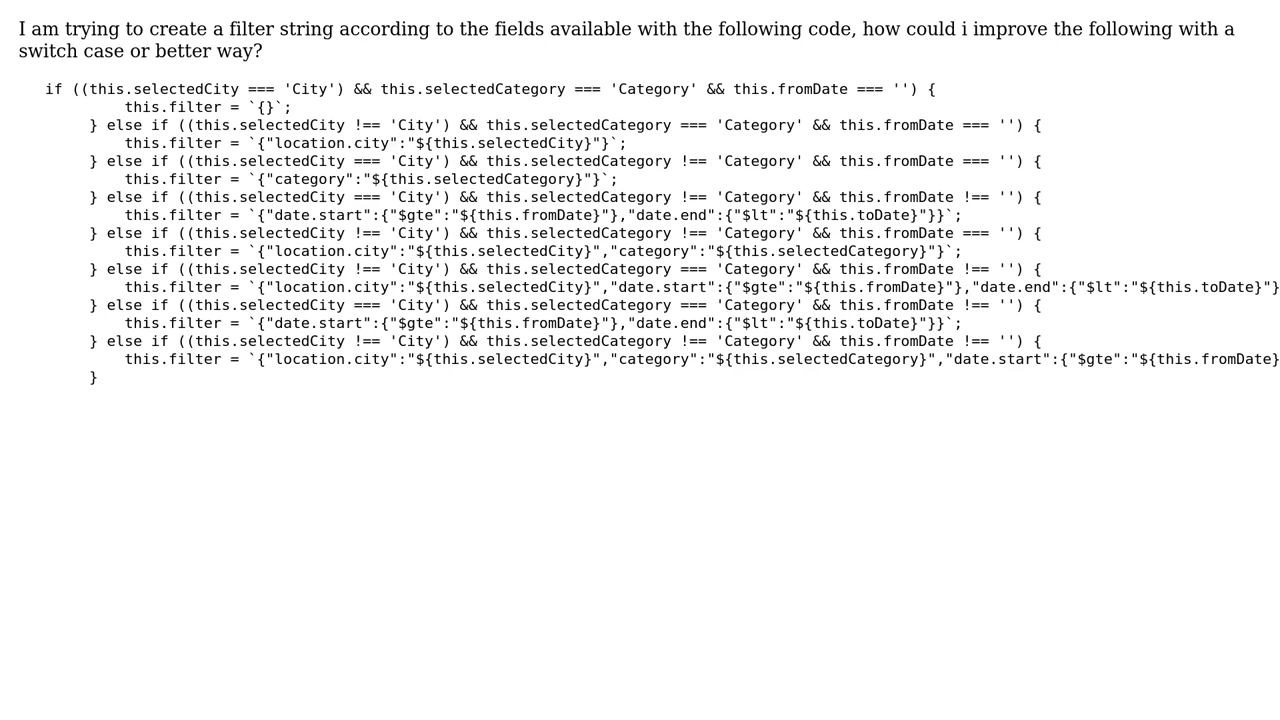 I am trying to create a filter string according to the fields available with the following code, how could i improve the following with a
switch case or better way?
if ((this.selectedCity === 'City') && this.selectedCategory === 'Category' && this.fromDate === '') {
this.filter = `{}`;
} else if ((this.selectedCity !== 'City') && this.selectedCategory === 'Category' && this.fromDate === '') {
this.filter = `{"location.city":"${this.selectedCity}"}`;
} else if ((this.selectedCity === 'City') && this.selectedCategory !== 'Category' && this.fromDate === '') {
this.filter = `{"category":"${this.selectedCategory}"}`;
} else if ((this.selectedCity === 'City') && this.selectedCategory !== 'Category' && this.fromDate !== '') {
this.filter = `{"date.start":{"$gte":"${this.fromDate}"},"date.end":{"$lt":"${this.toDate}"}}`;
} else if ((this.selectedCity !== 'City') && this.selectedCategory !== 'Category' && this.fromDate === '') {
this.filter = `{"location.city":"${this.selectedCity}","category":"${this.selectedCategory}"}`;
} else if ((this.selectedCity !== 'City') && this.selectedCategory === 'Category' && this.fromDate !== '') {
this.filter = `{"location.city":"${this.selectedCity}","date.start":{"$gte":"${this.fromDate}"},"date.end":{"$lt":"${this.toDate}"}
} else if ((this.selectedCity === 'City') && this.selectedCategory === 'Category' && this.fromDate !== '') {
this.filter = `{"date.start":{"$gte":"${this.fromDate}"},"date.end":{"$lt":"${this.toDate}"}}`;
} else if ((this.selectedCity !== 'City') && this.selectedCategory !== 'Category' && this.fromDate !== '') {
this.filter = `{"location.city":"${this.selectedCity}","category":"${this.selectedCategory}","date.start":{"$gte":"${this.fromDate}
}